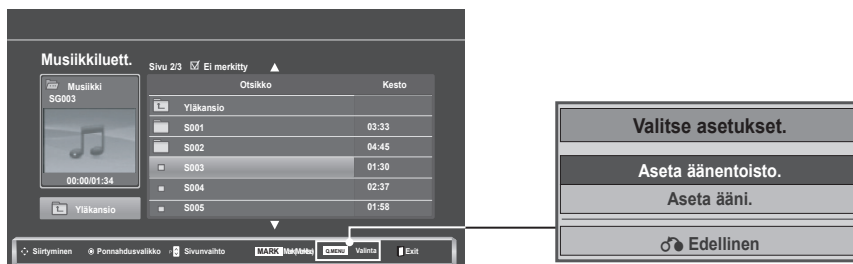 Musiikkiluett.
Sivu 2/3 Ei merkitty
Musiikki
SG003
00:00/01:34
Yläkansio
Otsikko Kesto
Yläkansio
S001 03:33
S002 04:45
S003 01:30
S004 02:37
S005 01:58
Siirtyminen Ponnahdusvalikko P Sivunvaihto MARK Q.MENU Valinta Exit
Valitse asetukset.
Aseta äänentoisto.
Aseta ääni.
Edellinen